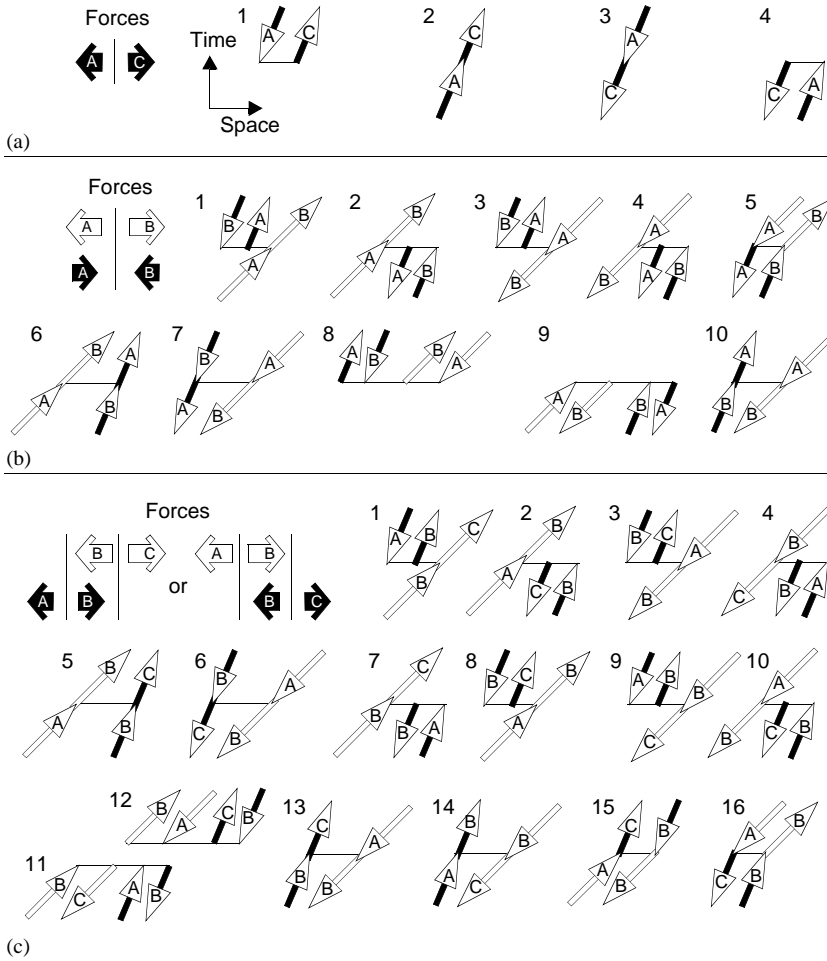 Forces
A C
Time
Space
1 2 3 4
A C
C
A
A
C
C A
(a)
Forces
A B
A B
1 2 3 4 5
B A B
A
B
A
A B
B A
A
B
A
B
A B
A
B
A B
6 7 8 9 10
B A
A B
B A
A B
A B B A
A B B A
A A
B B
(b)
Forces
B C A B
or
A B B C
1 2 3 4
A B C
B
B
A
C B
B C
A
B
B
C
B A
5 6 7 8 9 10
B C
A B
B A
C B
C
B
B A
B C B
A
A B
B
C
A
B
C B
12 13 14 15 16
B A C B
C A
B B
B B
A C
C B
A B
A B
C B
11
B C A B
(c)